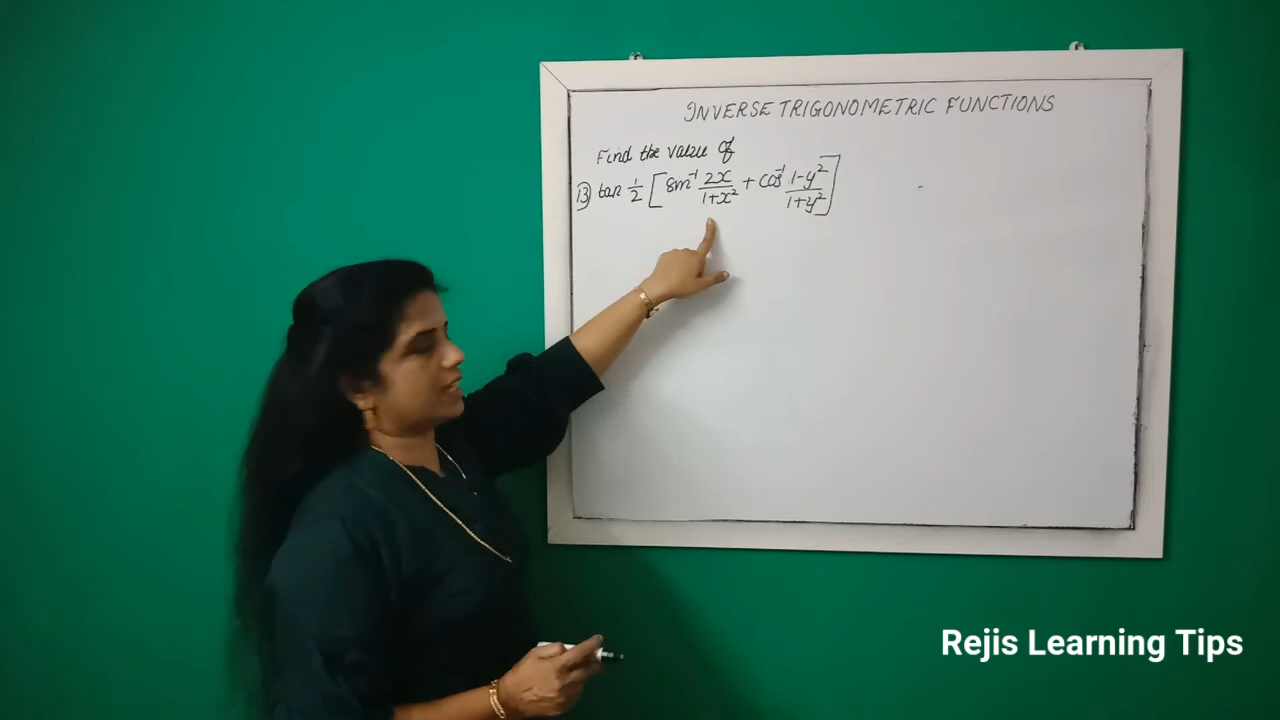 INVERSE TRIGONOMETRIC FUNCTIONS
Find the value of
13) tan 1/2 [sin⁻¹ 2x/1+x² + cos⁻¹ 1-y²/1+y²]
Rejis Learning Tips